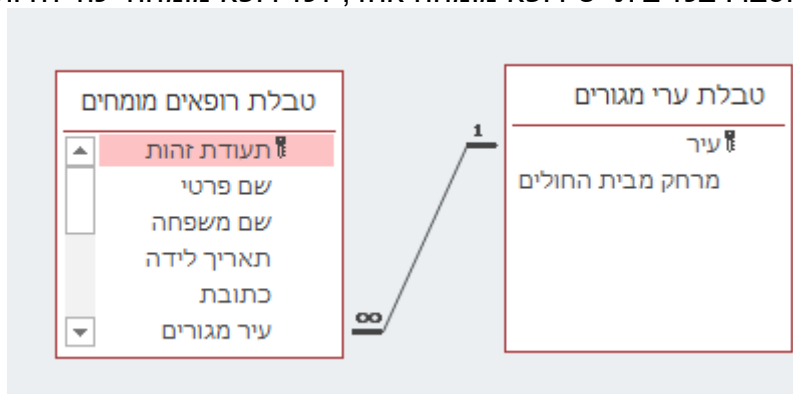 טבלת ערי מגורים
עיר
מרחק מבית החולים
1
∞
טבלת רופאים מומחים
תעודת זהות
שם פרטי
שם משפחה
תאריך לידה
כתובת
עיר מגורים